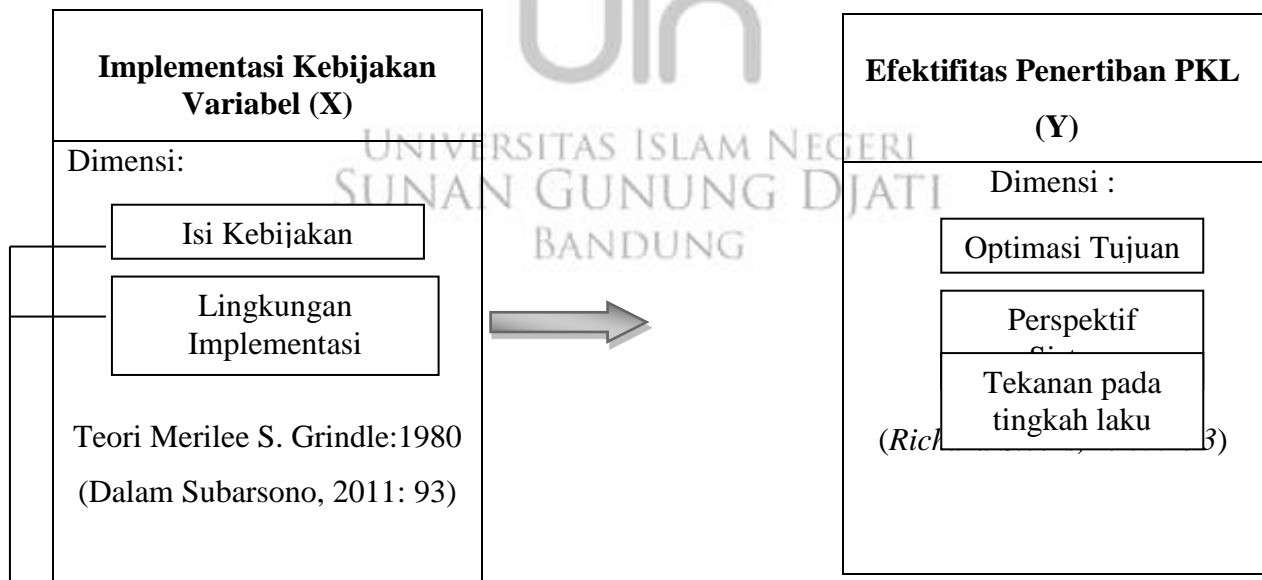 uin
UNIVERSITAS ISLAM NEGERI
SUNAN GUNUNG DJATI
BANDUNG
Implementasi Kebijakan
Variabel (X)
Dimensi:
Isi Kebijakan
Lingkungan
Implementasi
Teori Merilee S. Grindle:1980
(Dalam Subarsono, 2011: 93)
Efektifitas Penertiban PKL
(Y)
Dimensi :
Optimasi Tujuan
Perspektif
Tekanan pada
tingkah laku